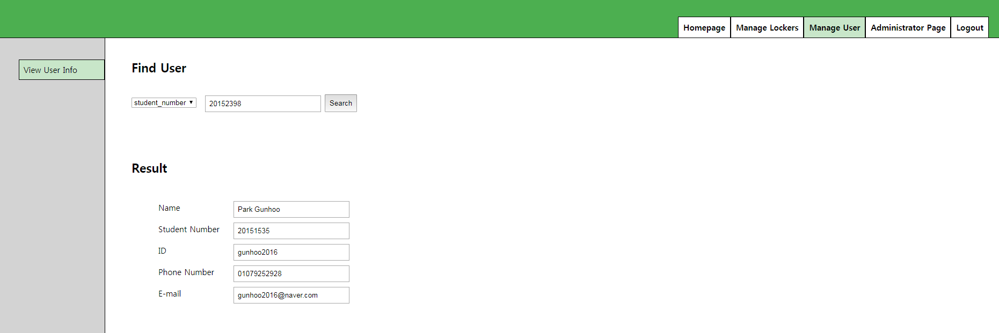 Homepage
Manage Lockers
Manage User
Administrator Page
Logout
View User Info
Find User
student_number
20152398
Search
Result
Name
Park Gunhoo
Student Number
20151535
ID
gunhoo2016
Phone Number
01079252928
E-mail
gunhoo2016@naver.com